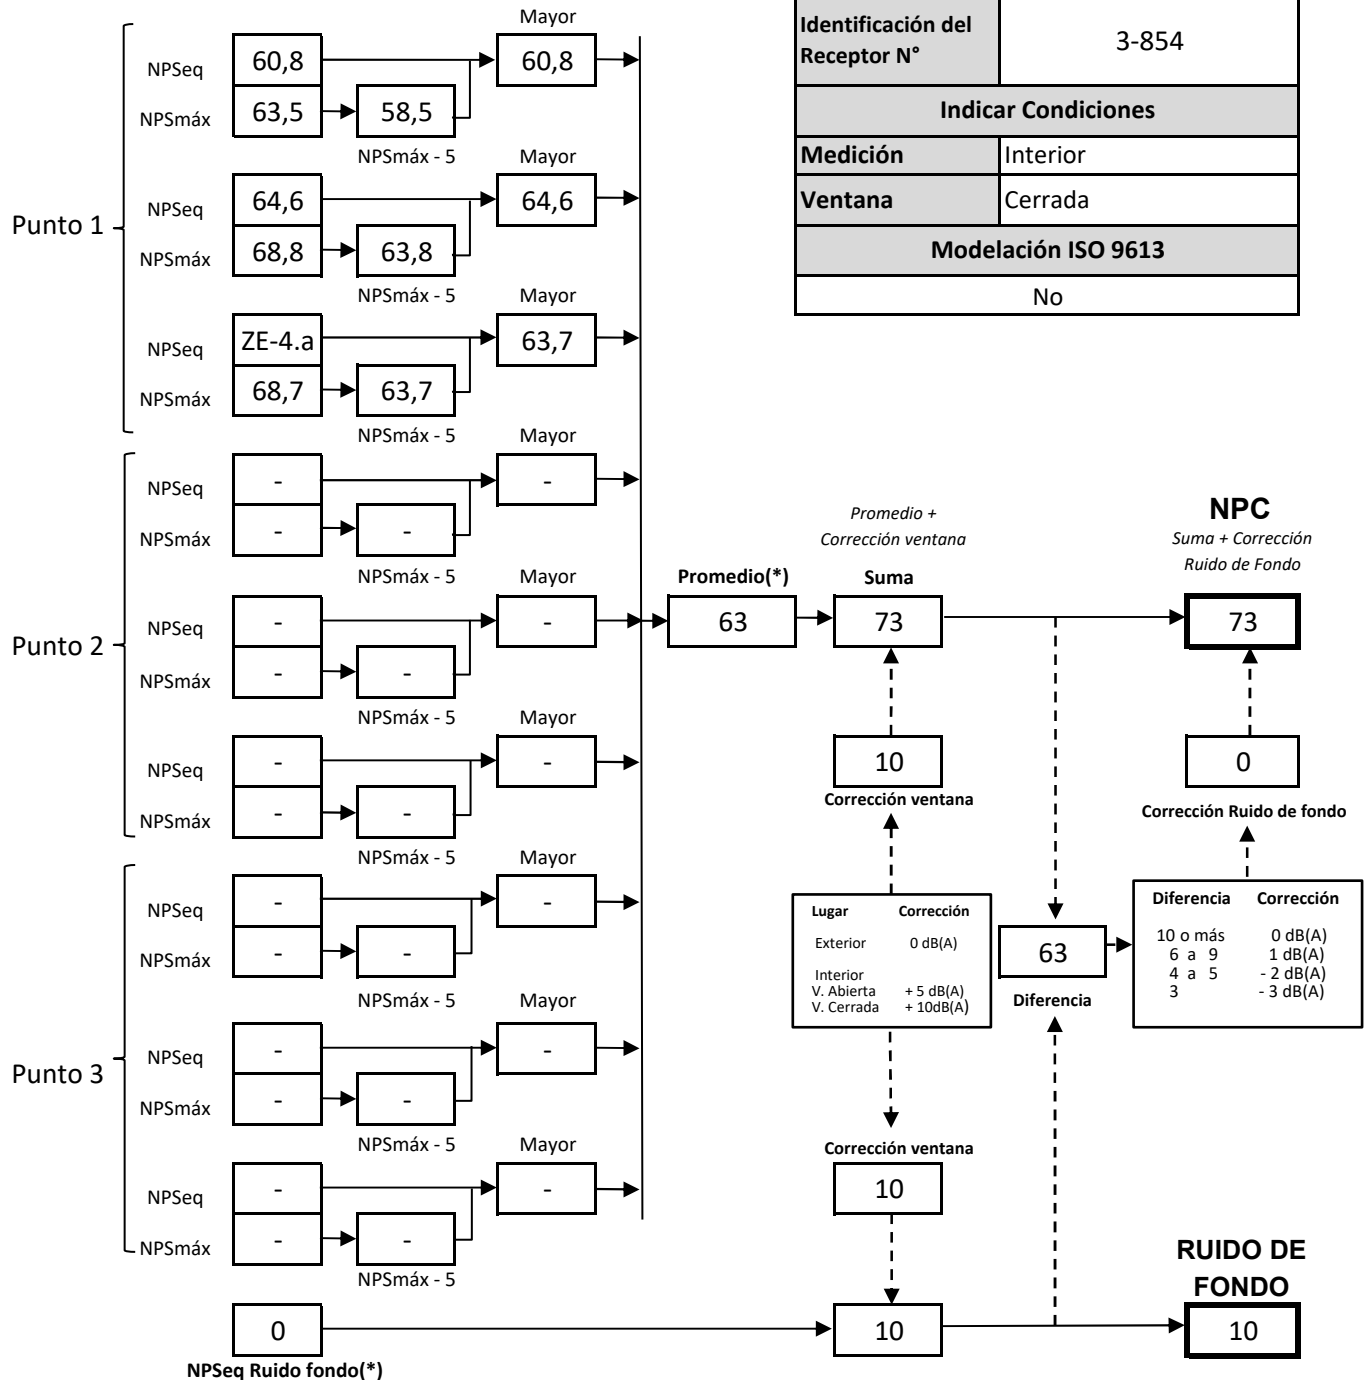 Identificación del
Receptor N°
3-854
Indicar Condiciones
Medición
Interior
Ventana
Cerrada
Modelación ISO 9613
No
Punto 1
Mayor
NPSeq
60,8
60,8
NPSmáx
63,5
58,5
NPSmáx - 5
Mayor
NPSeq
64,6
64,6
NPSmáx
68,8
63,8
NPSmáx - 5
Mayor
NPSeq
ZE-4.a
63,7
NPSmáx
68,7
63,7
NPSmáx - 5
Punto 2
Mayor
NPSeq
-
-
NPSmáx
-
-
NPSmáx - 5
Mayor
NPSeq
-
-
NPSmáx
-
-
NPSmáx - 5
Mayor
NPSeq
-
-
NPSmáx
-
-
NPSmáx - 5
Punto 3
Mayor
NPSeq
-
-
NPSmáx
-
-
NPSmáx - 5
Mayor
NPSeq
-
-
NPSmáx
-
-
NPSmáx - 5
Mayor
NPSeq
-
-
NPSmáx
-
-
NPSmáx - 5
0
NPSeq Ruido fondo(*)
Promedio(*)
63
Promedio +
Corrección ventana
Suma
73
10
Corrección ventana
Lugar Corrección
Exterior 0 dB(A)
Interior
V. Abierta + 5 dB(A)
V. Cerrada + 10dB(A)
Corrección ventana
10
10
63
Diferencia
NPC
Suma + Corrección
Ruido de Fondo
73
0
Corrección Ruido de fondo
Diferencia Corrección
10 o más 0 dB(A)
6 a 9 1 dB(A)
4 a 5 - 2 dB(A)
3 - 3 dB(A)
RUIDO DE
FONDO
10